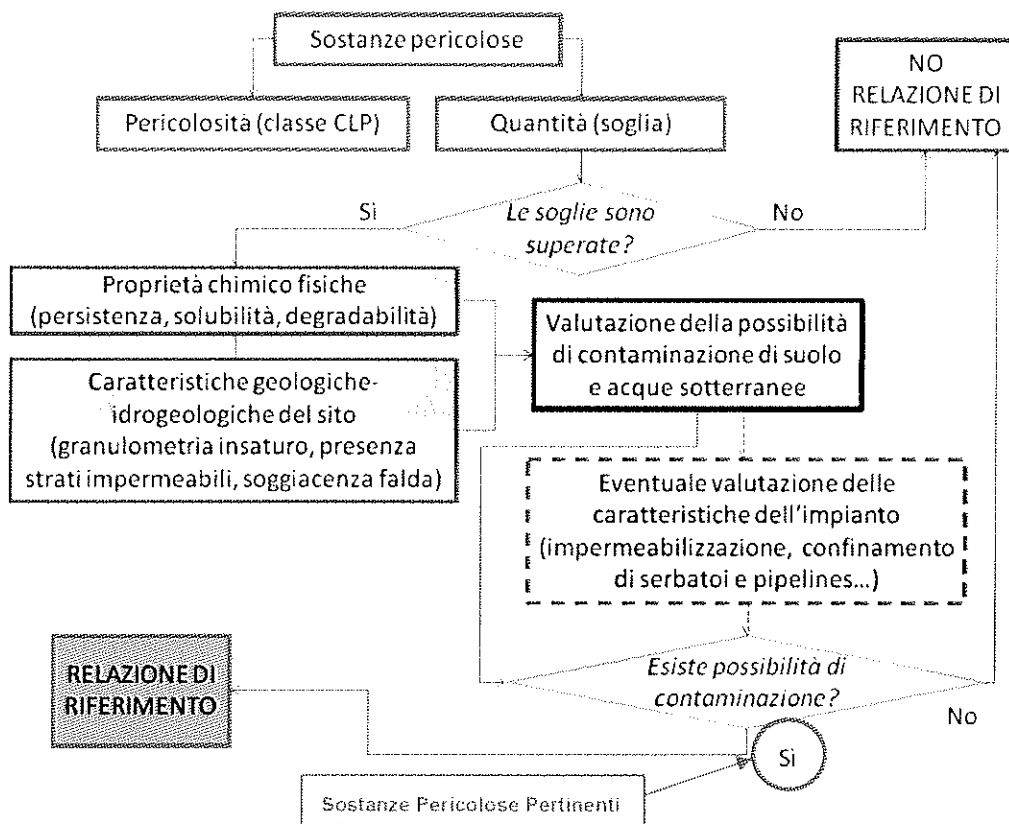 Sostanze pericolose
NO
RELAZIONE DI
RIFERIMENTO
Pericolosità (classe CLP)
Quantità (soglia)
Sì
Le soglie sono
superate?
No
Proprietà chimico fisiche
(persistenza, solubilità, degradabilità)
Valutazione della possibilità
di contaminazione di suolo
e acque sotterranee
Caratteristiche geologiche-
idrogeologiche del sito
(granulometria insaturo, presenza
strati impermeabili, soggiacenza falda)
Eventuale valutazione delle
caratteristiche dell'impianto
(impermeabilizzazione, confinamento
di serbatoi e pipelines...)
RELAZIONE DI
RIFERIMENTO
Esiste possibilità di
contaminazione?
No
Sì
Sostanze Pericolose Pertinenti